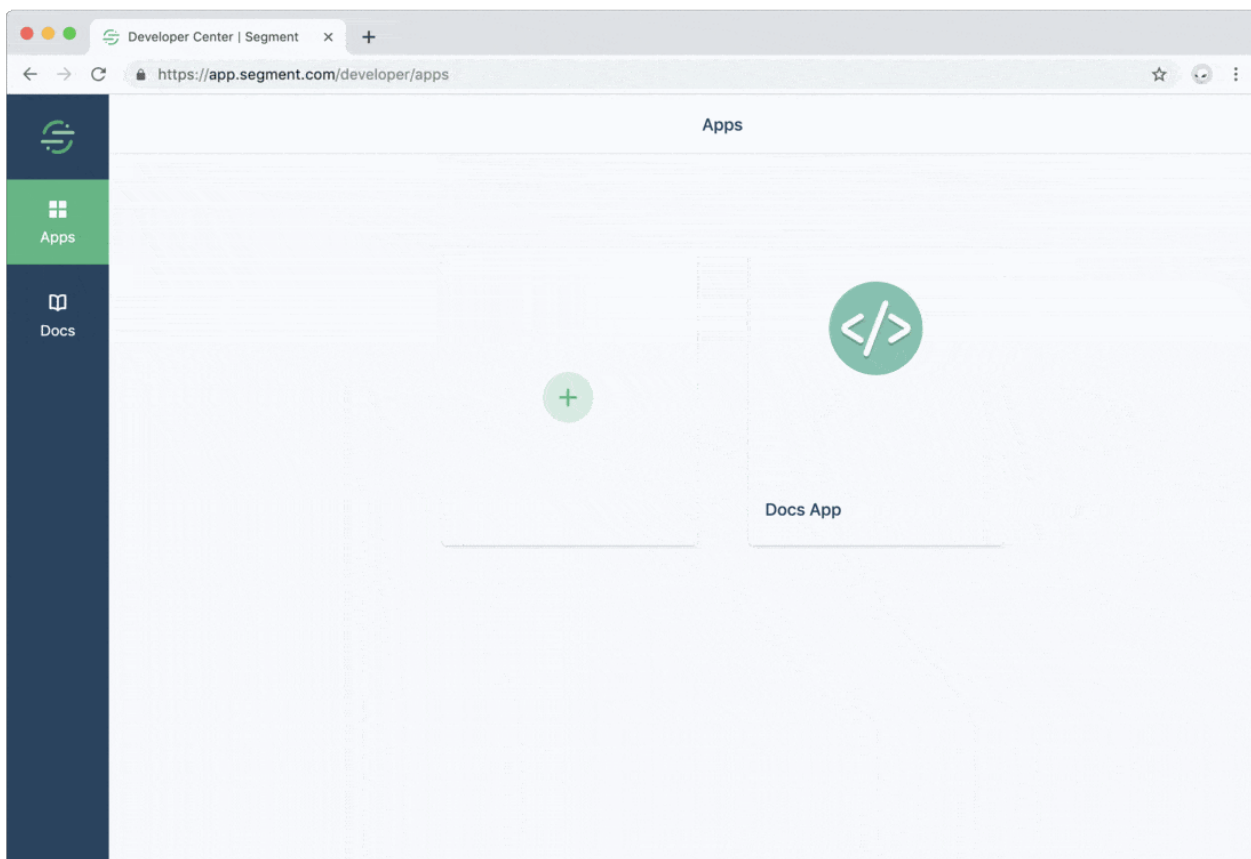 Developer Center | Segment
https://app.segment.com/developer/apps
Apps
Apps
Docs
Docs App